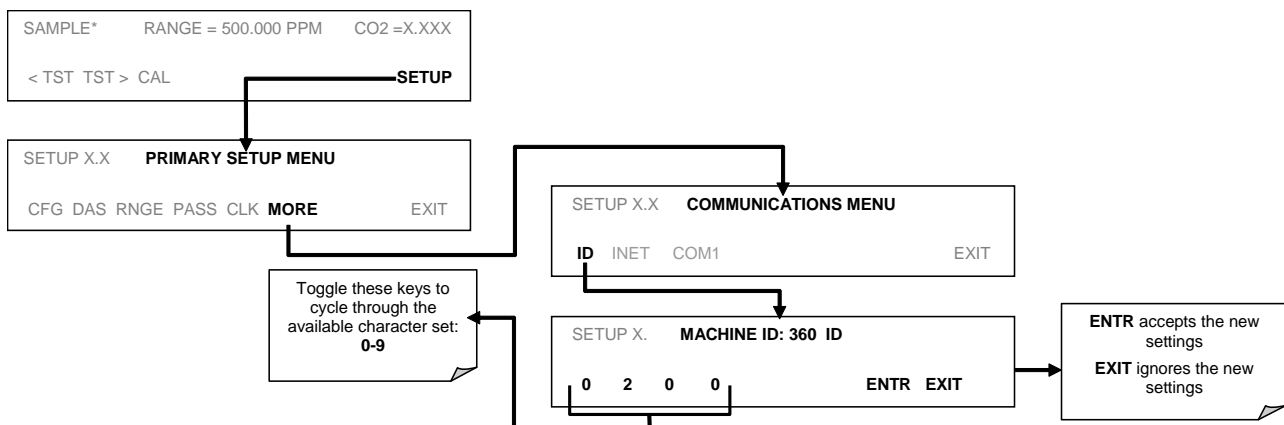 SAMPLE* RANGE = 500.000 PPM CO2 =X.XXX
< TST TST > CAL SETUP
SETUP X.X PRIMARY SETUP MENU
CFG DAS RNGE PASS CLK MORE EXIT
SETUP X.X COMMUNICATIONS MENU
ID INET COM1 EXIT
Toggle these keys to
cycle through the
available character set:
0-9
SETUP X. MACHINE ID: 360 ID
0 2 0 0 ENTR EXIT
ENTR accepts the new
settings
EXIT ignores the new
settings